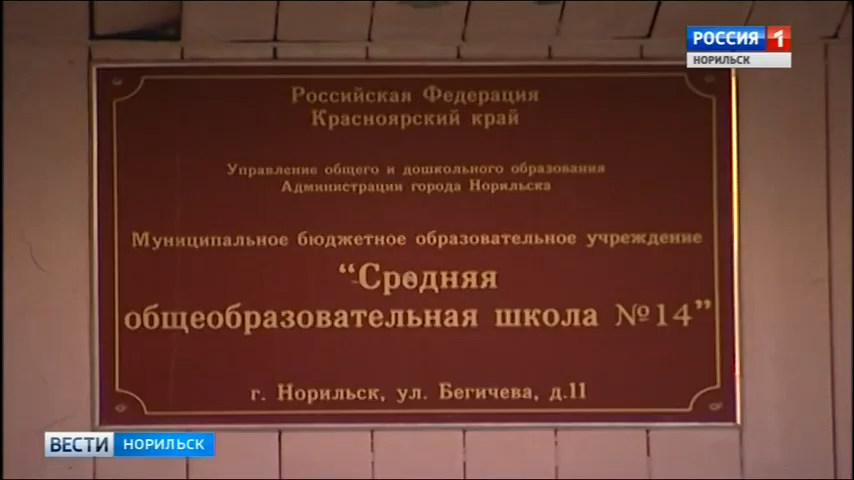 РОССИЯ 1
НОРИЛЬСК
Российская Федерация
Красноярский край
Управление общего и дошкольного образования
Администрации города Норильска
Муниципальное бюджетное образовательное учреждение
“Средняя
общеобразовательная школа №14”
г. Норильск, ул. Бегичева, д.11
ВЕСТИ НОРИЛЬСК